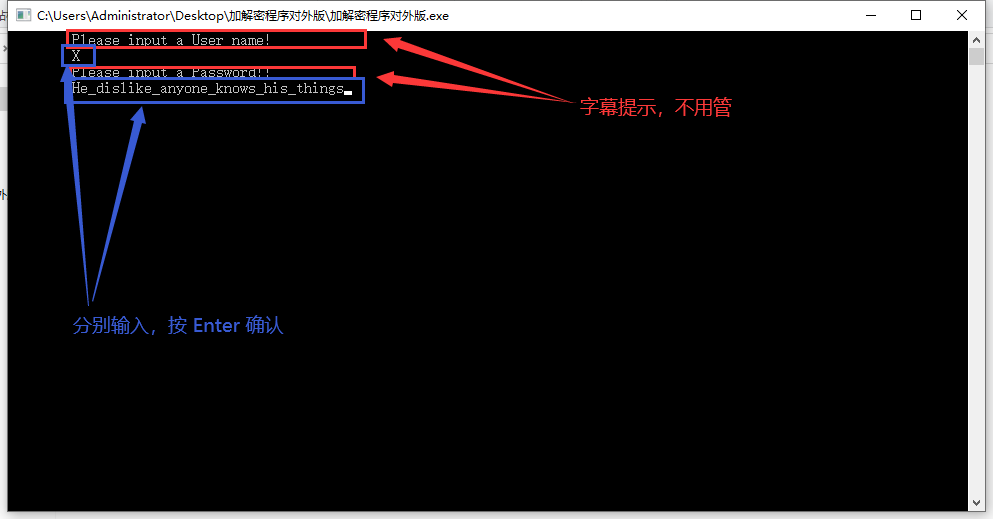 C:\Users\Administrator\Desktop\加解密程序对外版\加解密程序对外版.exe
Please input a User name!
X
Please input a Password!!
He_dislike_anyone_knows_his_things
字幕提示，不用管
分别输入，按 Enter 确认